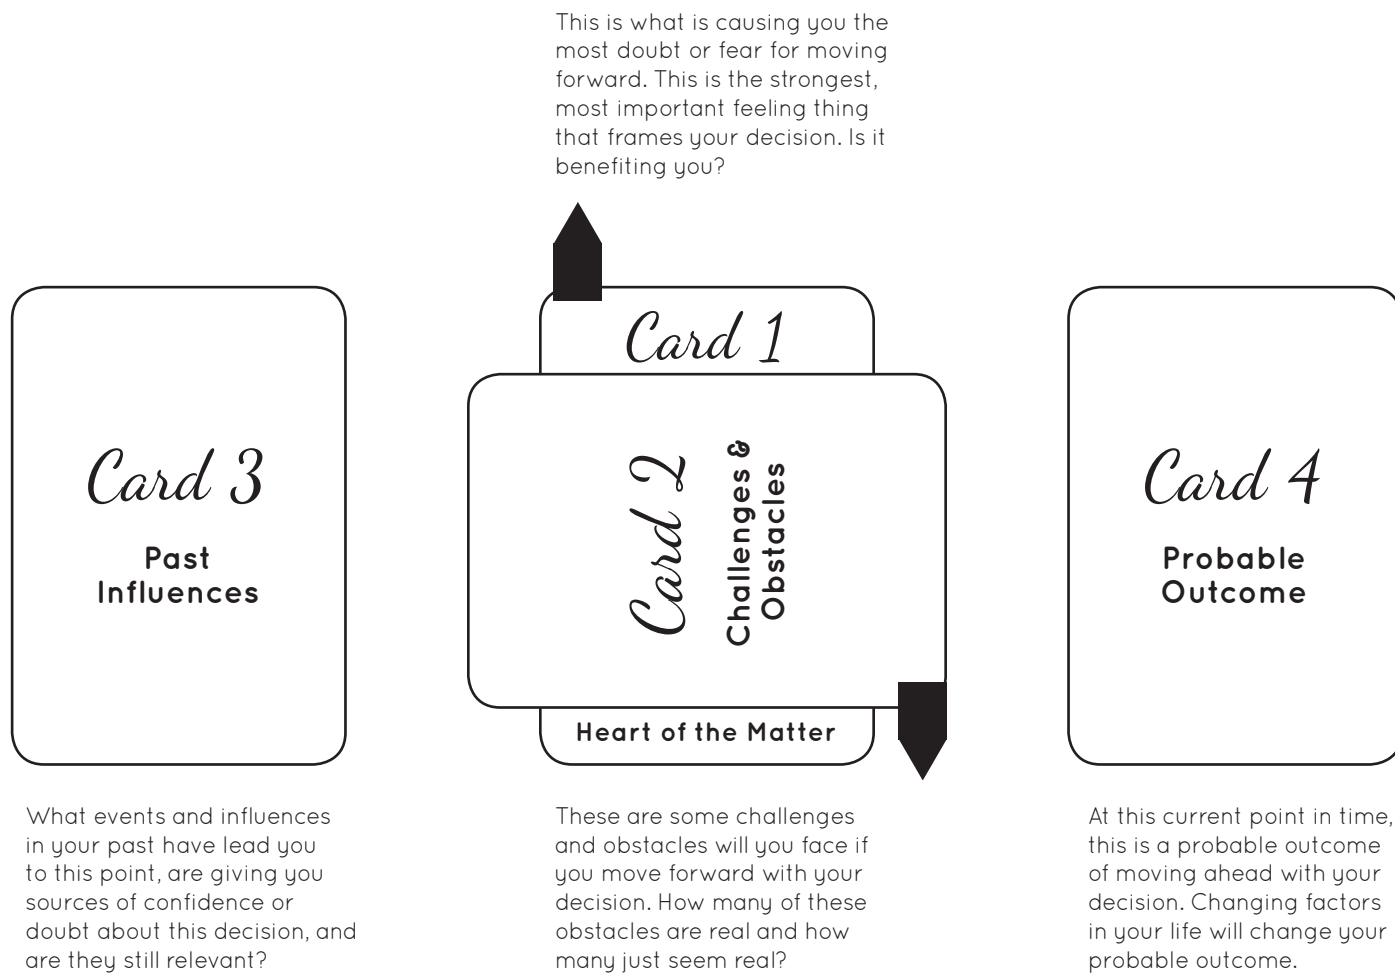 This is what is causing you the
most doubt or fear for moving
forward. This is the strongest,
most important feeling thing
that frames your decision. Is it
benefiting you?
Card 3
Past
Influences
Card 1
Card 2
Challenges &
Obstacles
Heart of the Matter
Card 4
Probable
Outcome
What events and influences
in your past have lead you
to this point, are giving you
sources of confidence or
doubt about this decision, and
are they still relevant?
These are some challenges
and obstacles will you face if
you move forward with your
decision. How many of these
obstacles are real and how
many just seem real?
At this current point in time,
this is a probable outcome
of moving ahead with your
decision. Changing factors
in your life will change your
probable outcome.